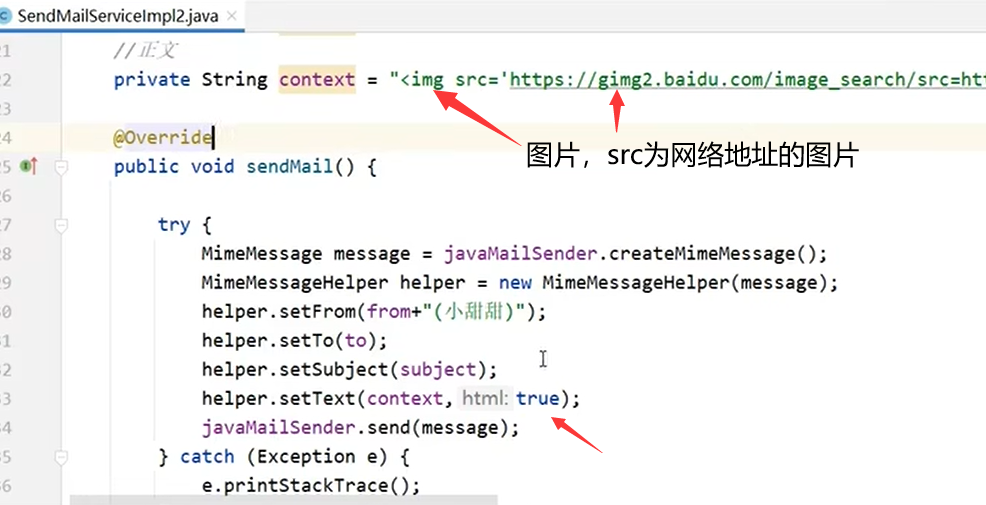 SendMailServiceImpl2.java
//正文
private String context = "<img src='https://gimg2.baidu.com/image_search/src=htt
@Override
图片，src为网络地址的图片
public void sendMail() {
try {
MimeMessage message = javaMailSender.createMimeMessage();
MimeMessageHelper helper = new MimeMessageHelper(message);
helper.setFrom(from+"(小甜甜)");
helper.setTo(to);
helper.setSubject(subject);
helper.setText(context, html: true);
javaMailSender.send(message);
} catch (Exception e) {
e.printStackTrace();